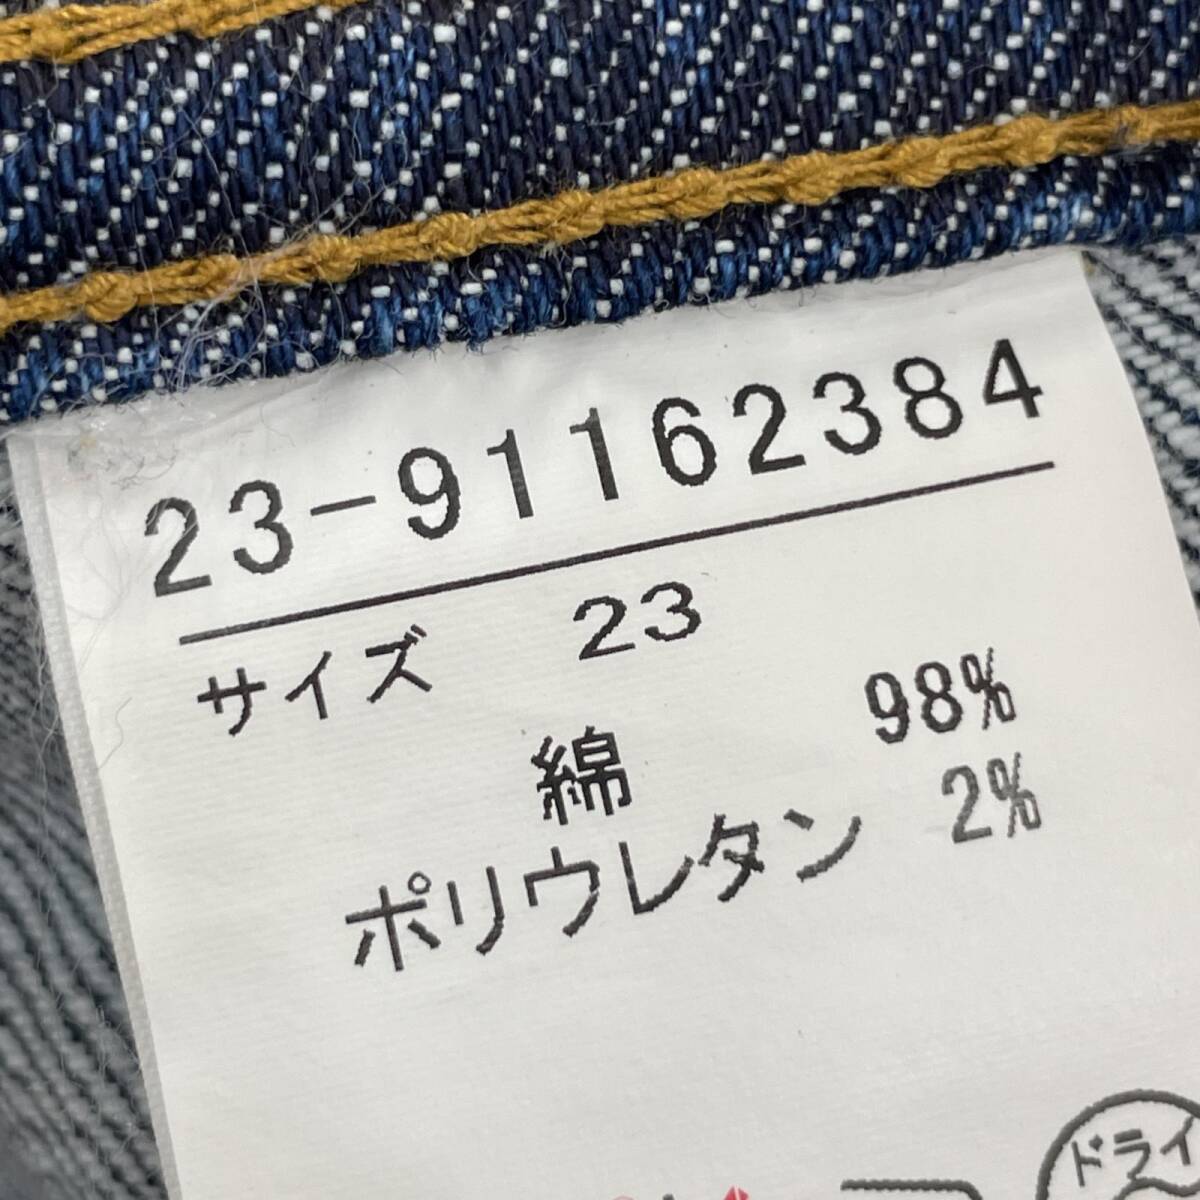 23-91162384
サイズ 23
綿 98%
ポリウレタン 2%
ドライ